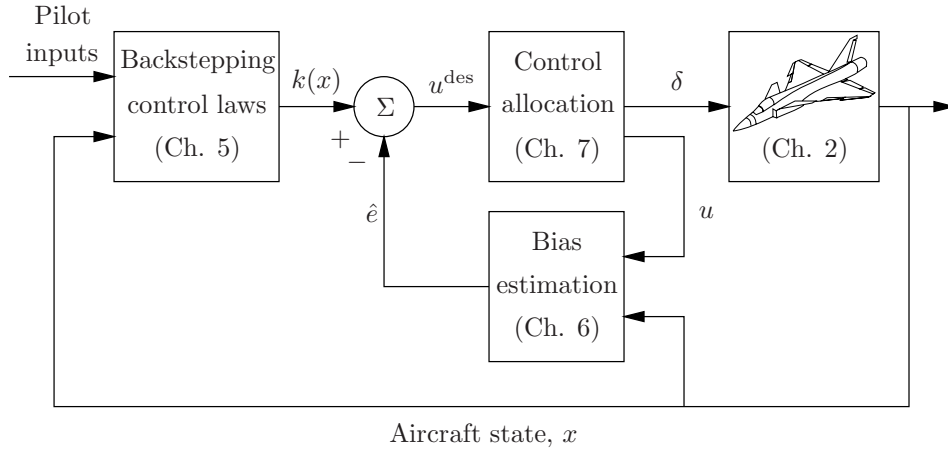 Pilot
inputs
Backstepping
control laws
(Ch. 5)
k(x)
Σ
+
−
u^des
Control
allocation
(Ch. 7)
δ
(Ch. 2)
u
ê
Bias
estimation
(Ch. 6)
Aircraft state, x